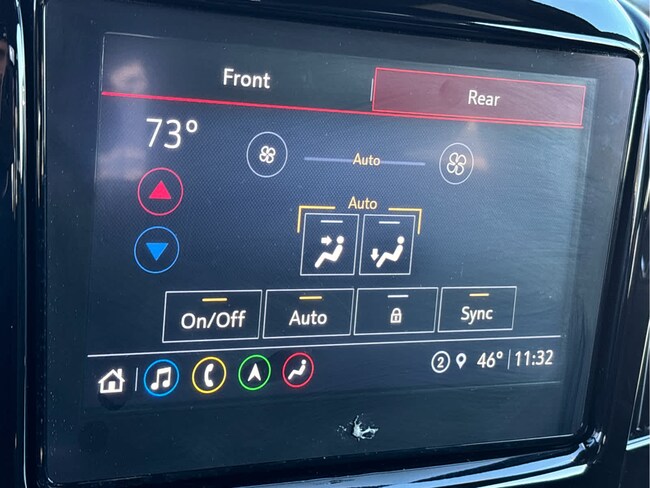 Front
Rear
73°
Auto
Auto
On/Off
Auto
Sync
2 46° 11:32